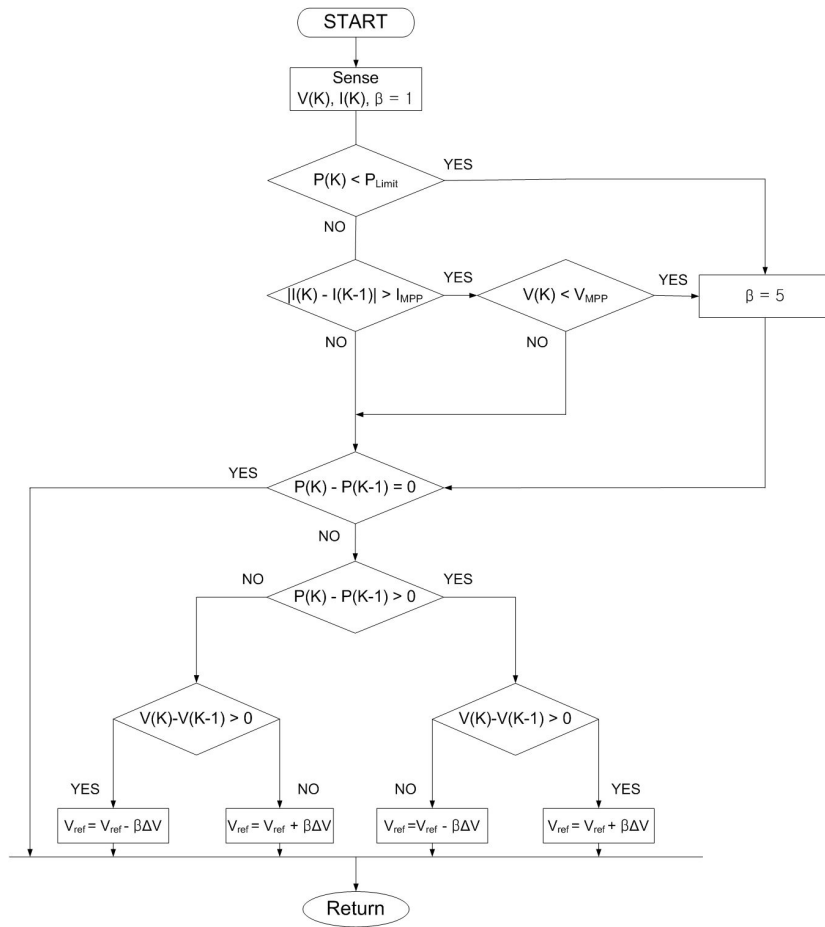 START
Sense
V(K), I(K), β = 1
P(K) < P_Limit
YES
NO
|I(K) - I(K-1)| > I_MPP
YES
V(K) < V_MPP
YES
β = 5
NO
NO
YES
P(K) - P(K-1) = 0
NO
NO
P(K) - P(K-1) > 0
YES
V(K)-V(K-1) > 0
V(K)-V(K-1) > 0
YES
NO
NO
YES
V_ref = V_ref - βΔV
V_ref = V_ref + βΔV
V_ref =V_ref - βΔV
V_ref = V_ref + βΔV
Return